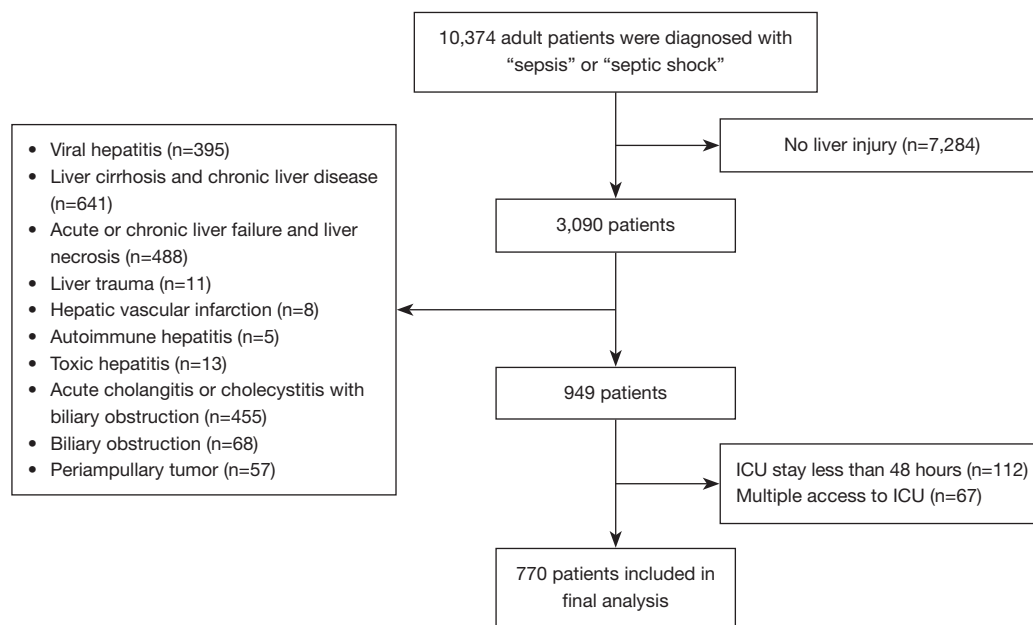 10,374 adult patients were diagnosed with
“sepsis” or “septic shock”
No liver injury (n=7,284)
3,090 patients
• Viral hepatitis (n=395)
• Liver cirrhosis and chronic liver disease
(n=641)
• Acute or chronic liver failure and liver
necrosis (n=488)
• Liver trauma (n=11)
• Hepatic vascular infarction (n=8)
• Autoimmune hepatitis (n=5)
• Toxic hepatitis (n=13)
• Acute cholangitis or cholecystitis with
biliary obstruction (n=455)
• Biliary obstruction (n=68)
• Periampullary tumor (n=57)
949 patients
ICU stay less than 48 hours (n=112)
Multiple access to ICU (n=67)
770 patients included in
final analysis